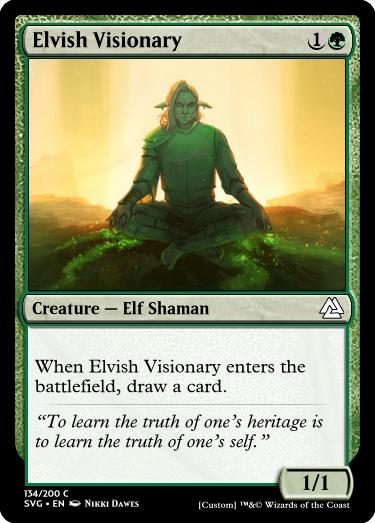 Elvish Visionary 1
Creature — Elf Shaman
When Elvish Visionary enters the
battlefield, draw a card.
“To learn the truth of one’s heritage is
to learn the truth of one’s self.”
1/1
134/200 C
SVG • EN Nikki Dawes
[Custom] ™&© Wizards of the Coast